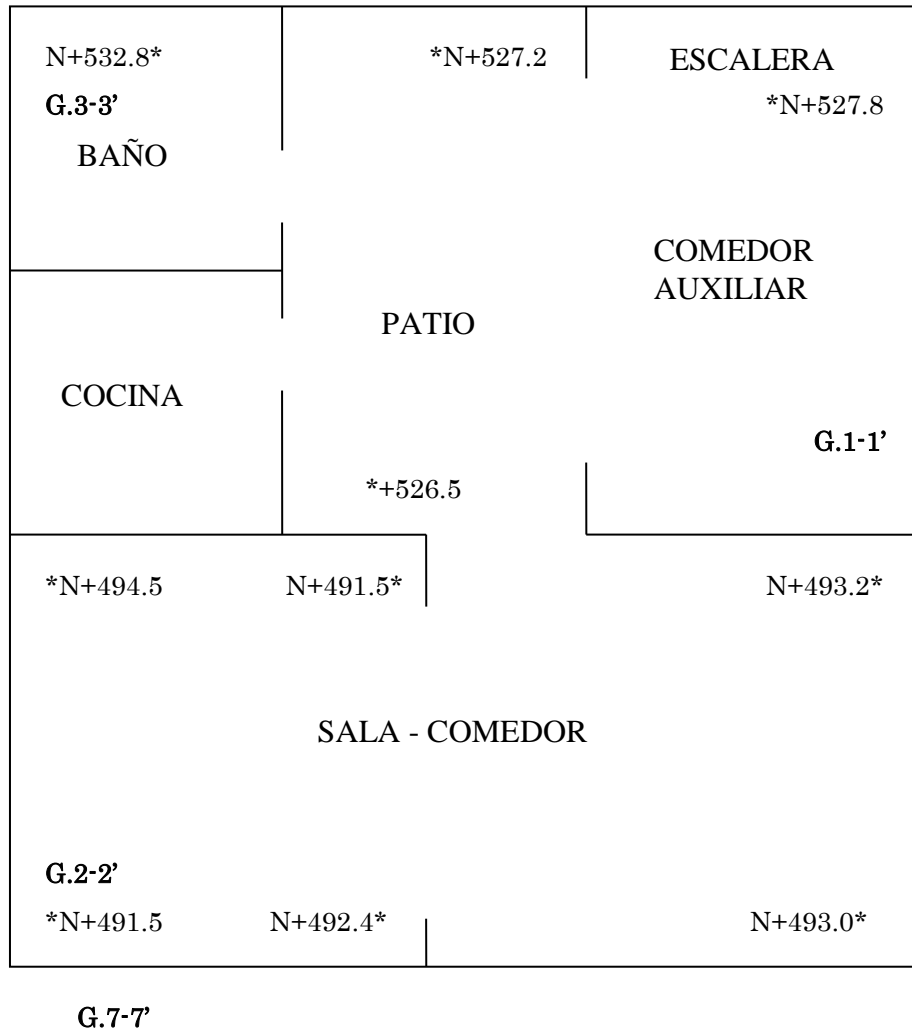 N+532.8* *N+527.2 ESCALERA
G.3-3’ *N+527.8
BAÑO
COMEDOR
AUXILIAR
PATIO
COCINA
G.1-1’
*+526.5
*N+494.5 N+491.5* N+493.2*
SALA - COMEDOR
G.2-2’
*N+491.5 N+492.4* N+493.0*
G.7-7’